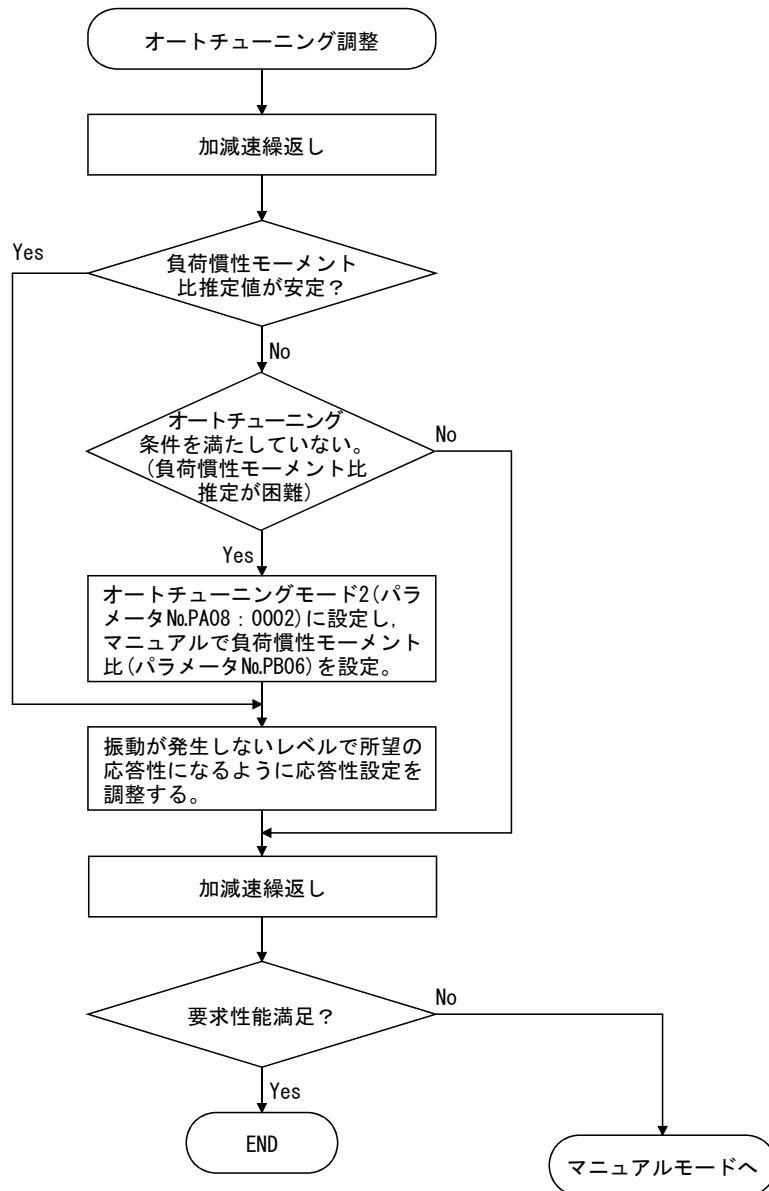 オートチューニング調整
加減速繰返し
Yes
負荷慣性モーメント
比推定値が安定？
No
オートチューニング
条件を満たしていない。
(負荷慣性モーメント比
推定が困難)
No
Yes
オートチューニングモード2(パラ
メータ№PA08：0002)に設定し,
マニュアルで負荷慣性モーメント
比(パラメータ№PB06)を設定。
振動が発生しないレベルで所望の
応答性になるように応答性設定を
調整する。
加減速繰返し
要求性能満足？
No
Yes
END
マニュアルモードへ